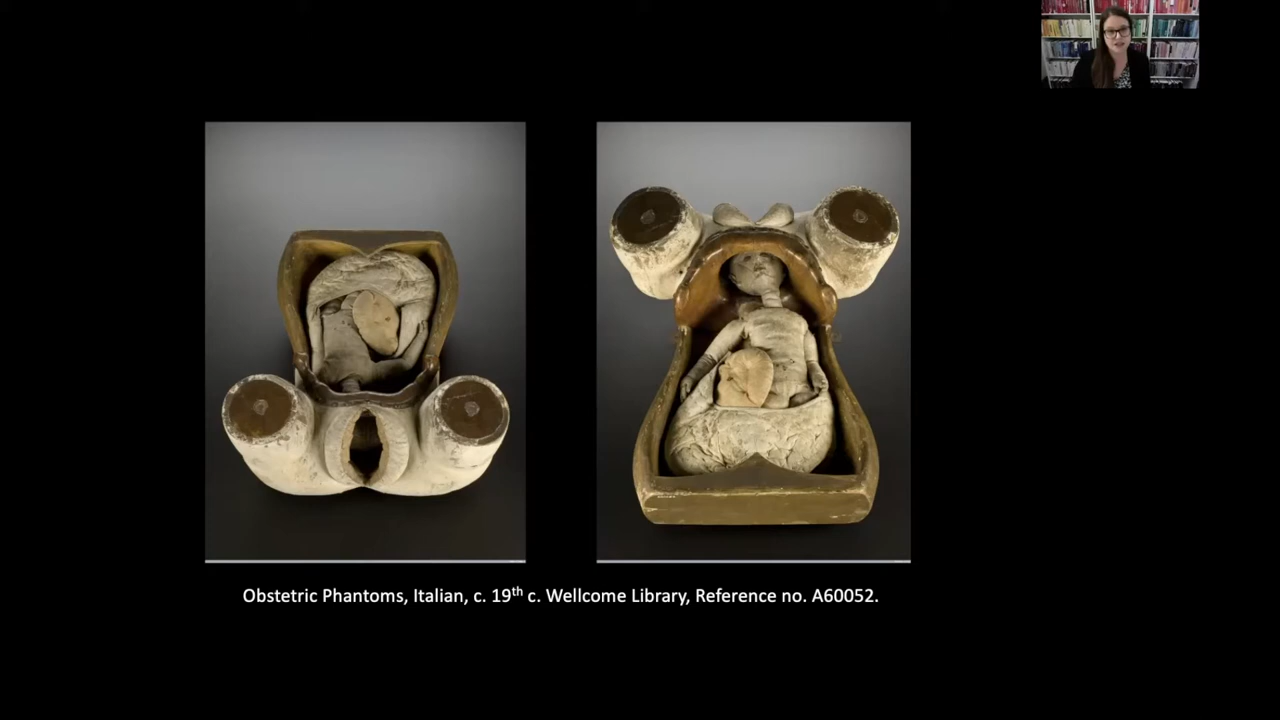 Obstetric Phantoms, Italian, c. 19th c. Wellcome Library, Reference no. A60052.